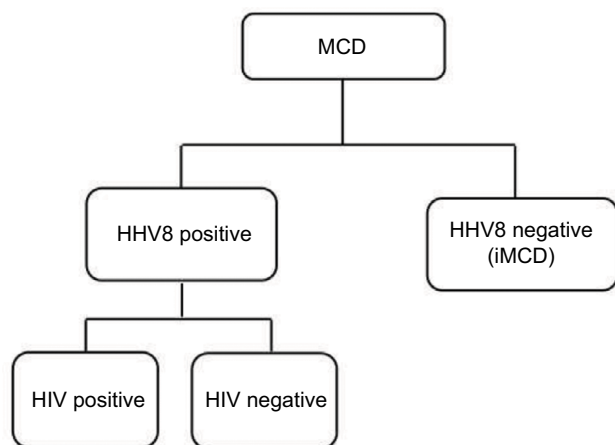 MCD
HHV8 positive
HHV8 negative
(iMCD)
HIV positive
HIV negative